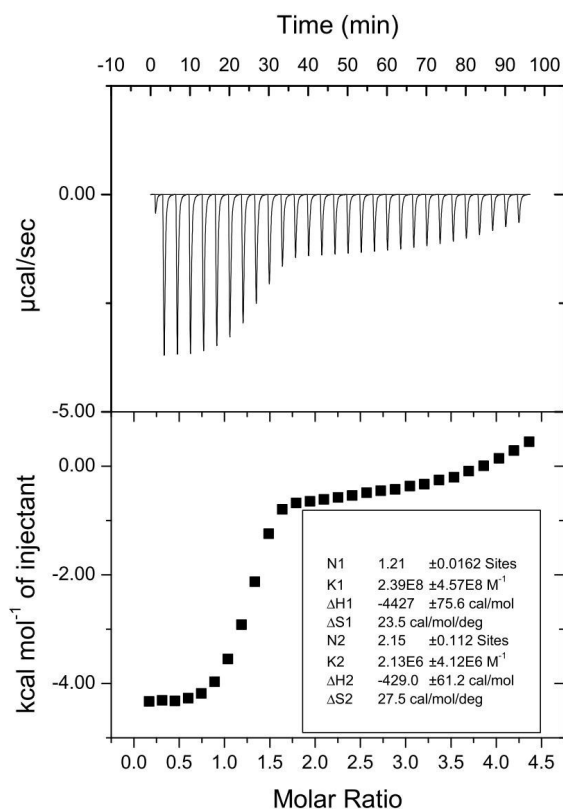 Time (min)
-10 0 10 20 30 40 50 60 70 80 90 100
0.00
µcal/sec
-5.00
0.00
kcal mol⁻¹ of injectant
-2.00
-4.00
N1 1.21 ±0.0162 Sites
K1 2.39E8 ±4.57E8 M⁻¹
ΔH1 -4427 ±75.6 cal/mol
ΔS1 23.5 cal/mol/deg
N2 2.15 ±0.112 Sites
K2 2.13E6 ±4.12E6 M⁻¹
ΔH2 -429.0 ±61.2 cal/mol
ΔS2 27.5 cal/mol/deg
0.0 0.5 1.0 1.5 2.0 2.5 3.0 3.5 4.0 4.5
Molar Ratio